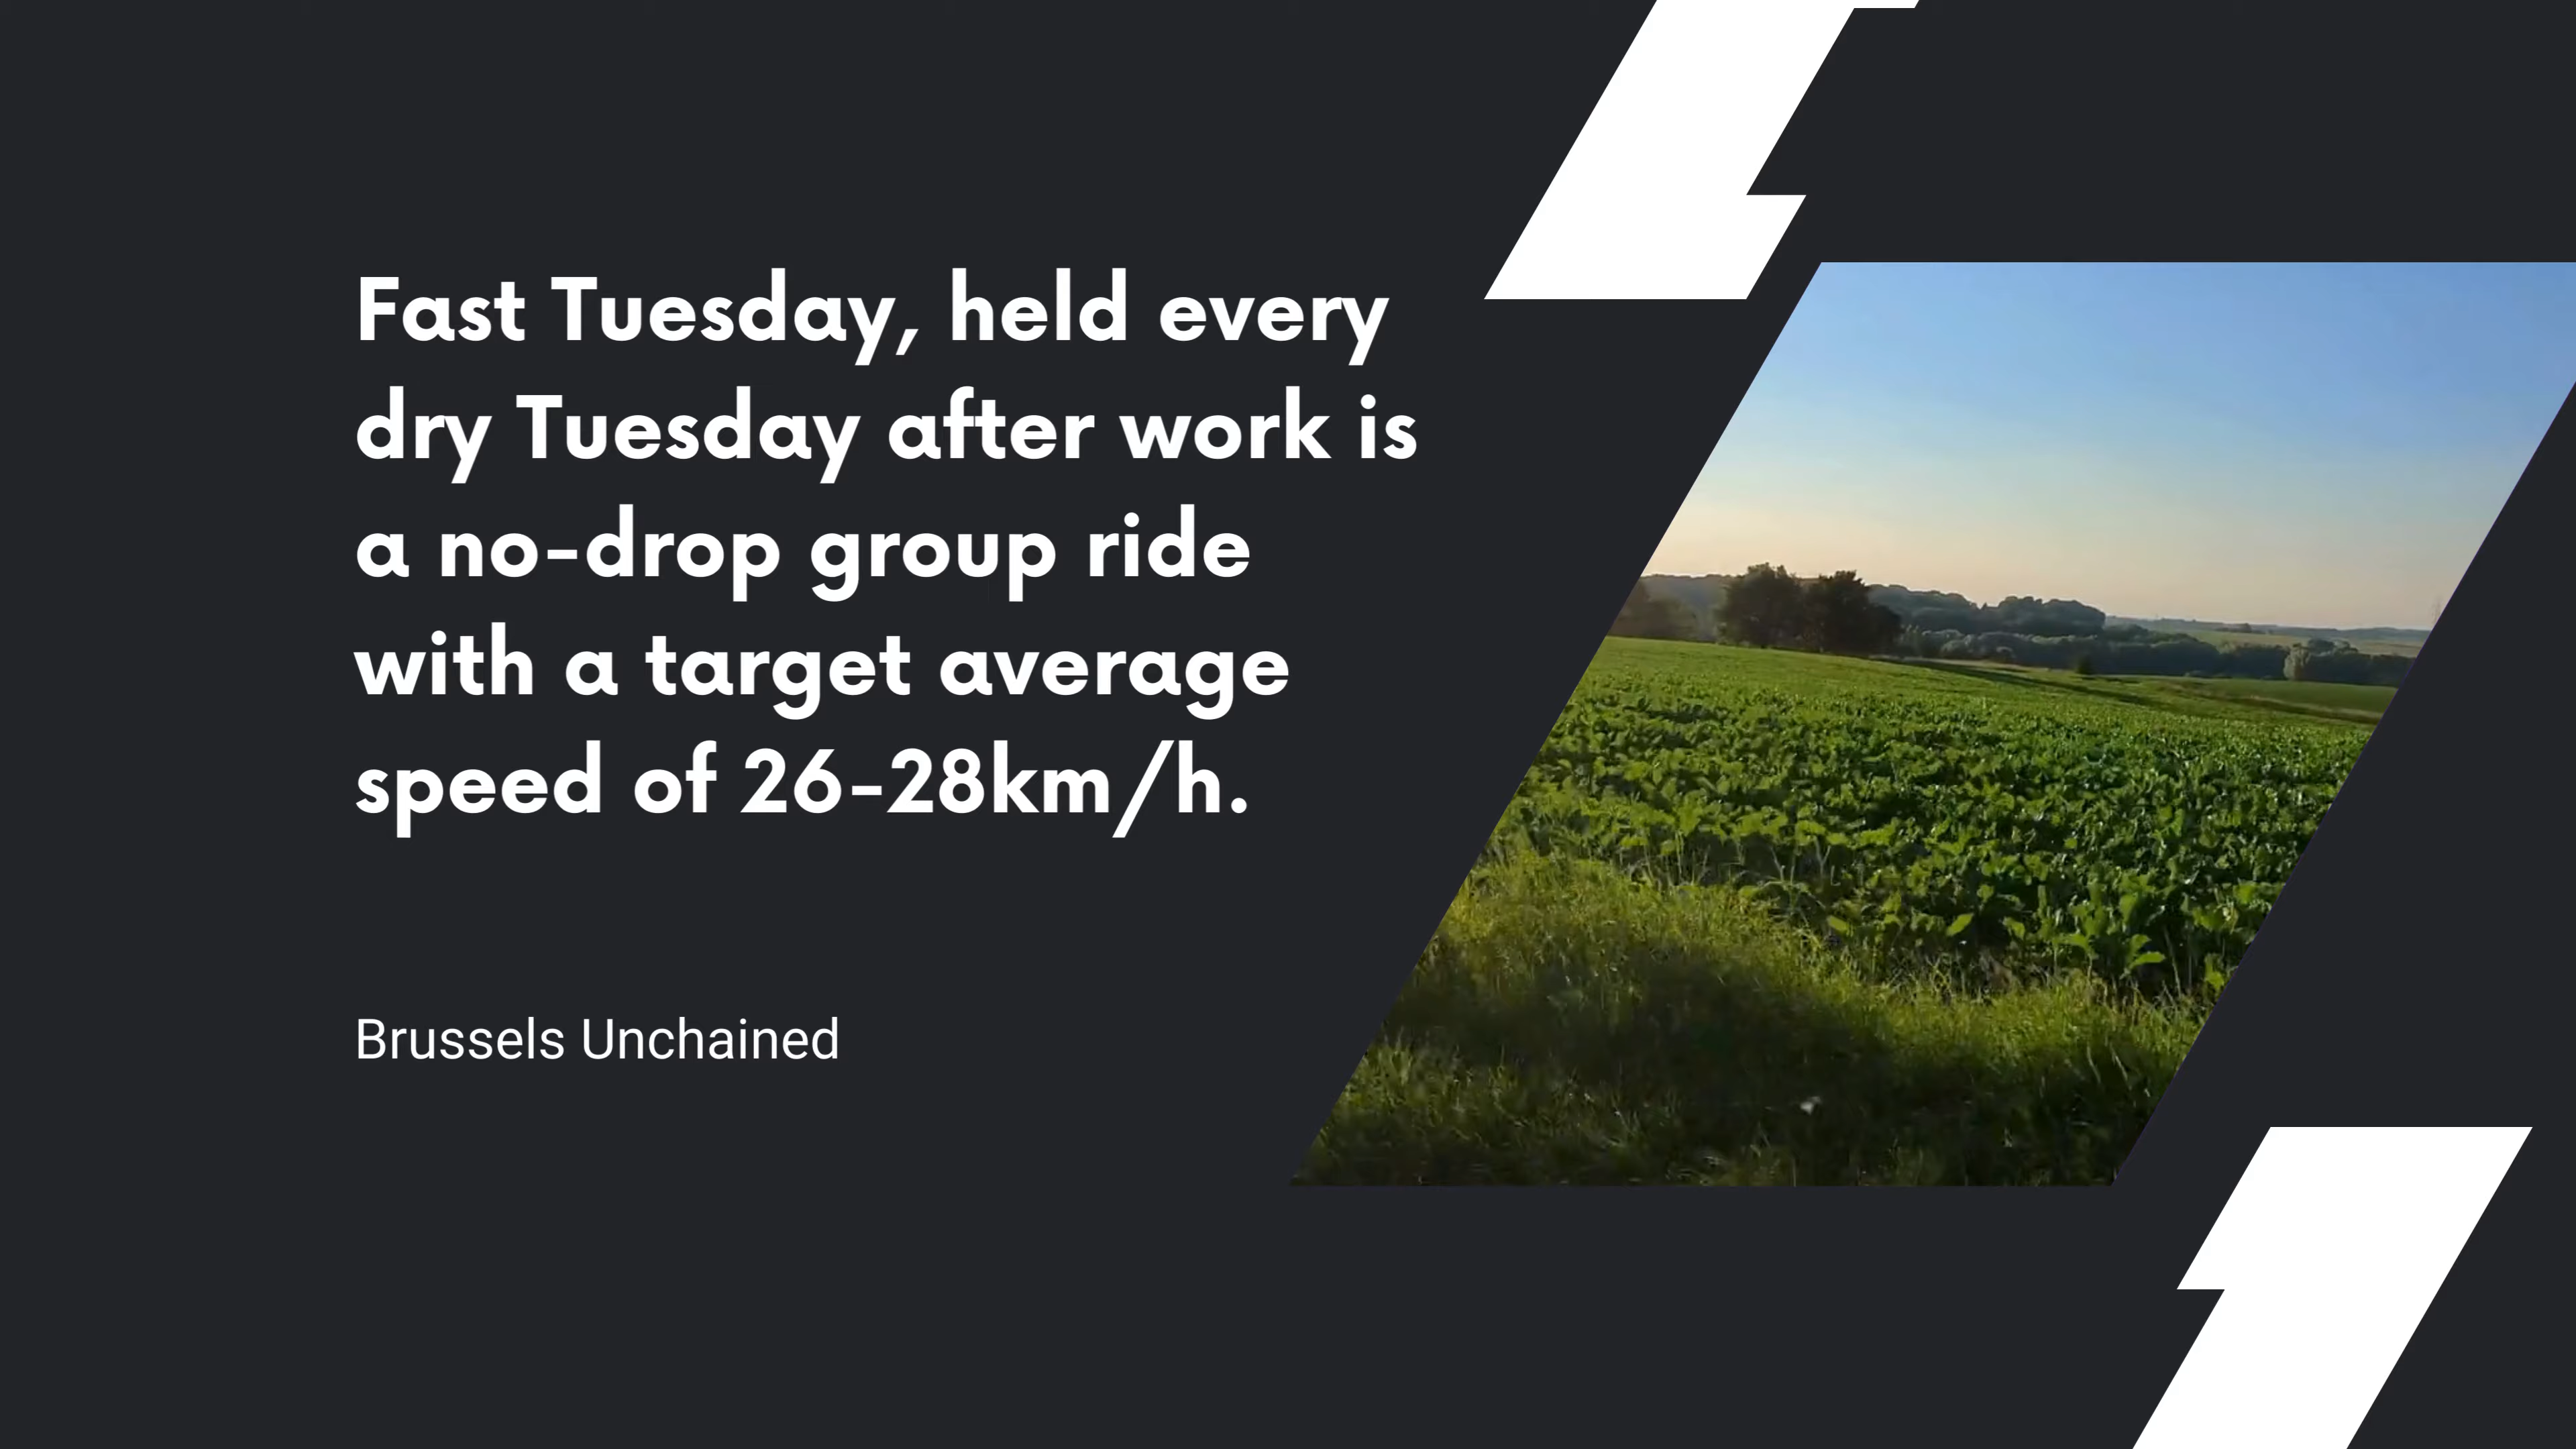 Fast Tuesday, held every
dry Tuesday after work is
a no-drop group ride
with a target average
speed of 26-28km/h.
Brussels Unchained